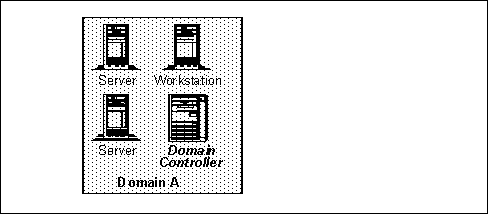 Server Workstation
Server Domain
Controller
Domain A